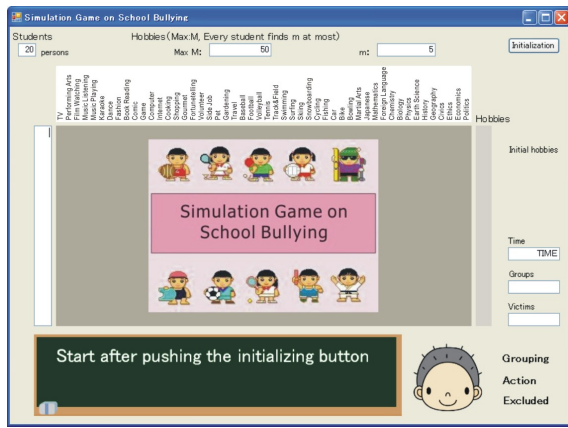 Simulation Game on School Bullying
Students
20 persons
Hobbies(Max:M, Every student finds m at most)
Max M: 50
m: 5
Initialization
TV
Performing Arts
Film Watching
Music Listening
Music Playing
Karaoke
Dance
Fashion
Book Reading
Comic
Game
Computer
Internet
Cooking
Shopping
Gourmet
Fortunetelling
Volunteer
Side Job
Pet
Gardening
Travel
Baseball
Football
Volleyball
Tennis
Track&Field
Swimming
Surfing
Skiing
Snowboarding
Cycling
Fishing
Car
Bike
Bowling
Martial Arts
Japanese
Mathematics
Foreign Language
Chemistry
Biology
Physics
Earth Science
History
Geography
Civics
Ethics
Economics
Politics
Hobbies
Initial hobbies
Simulation Game on
School Bullying
Time
TIME
Groups
Victims
Start after pushing the initializing button
Grouping
Action
Excluded